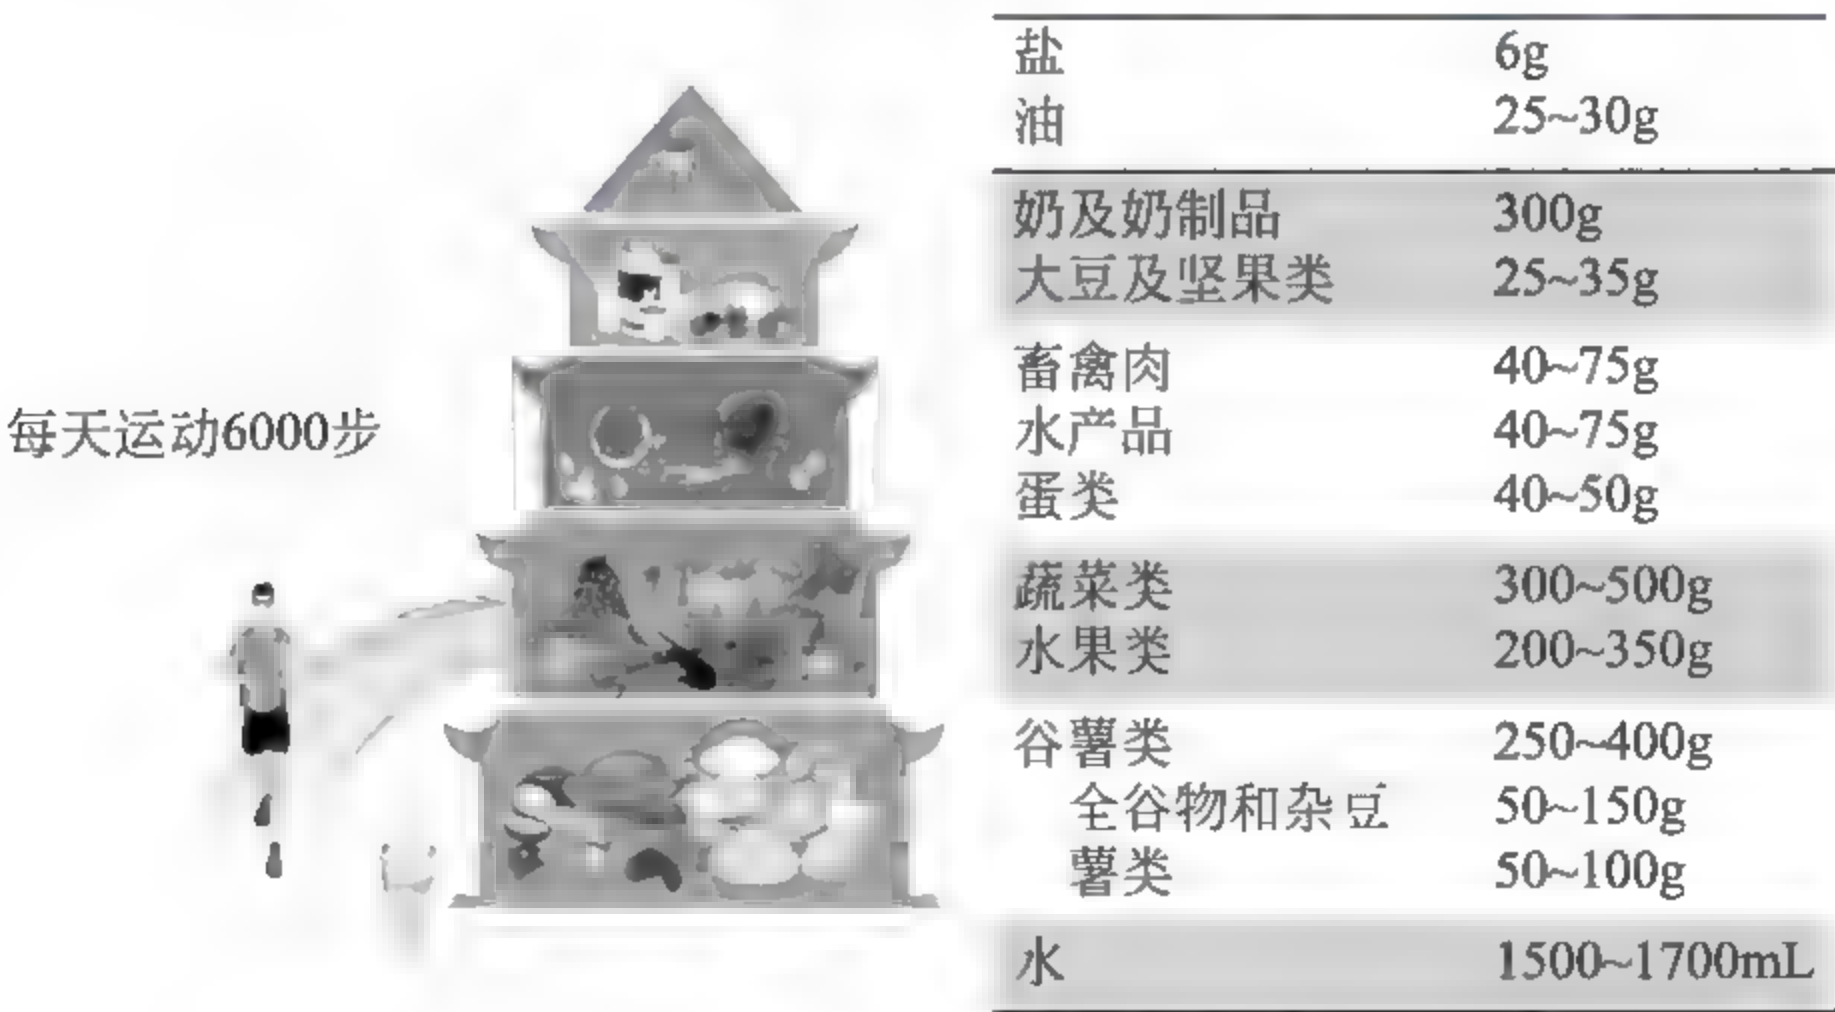 盐 6g
油 25~30g
奶及奶制品 300g
大豆及坚果类 25~35g
畜禽肉 40~75g
水产品 40~75g
蛋类 40~50g
每天运动6000步
蔬菜类 300~500g
水果类 200~350g
谷薯类 250~400g
全谷物和杂豆 50~150g
薯类 50~100g
水 1500~1700mL